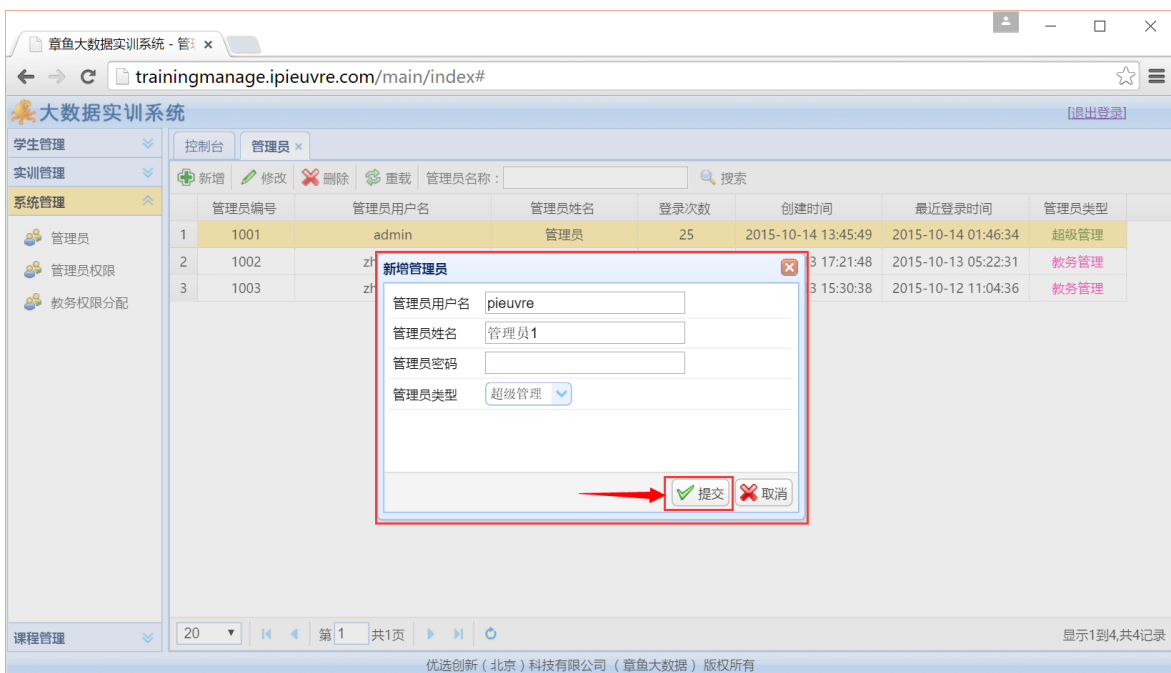 章鱼大数据实训系统 - 管
trainingmanage.ipieuvre.com/main/index#
大数据实训系统 [退出登录]
学生管理
实训管理
系统管理
管理员
管理员权限
教务权限分配
课程管理
控制台 管理员
新增 修改 删除 重载 管理员名称: 搜索
管理员编号 管理员用户名 管理员姓名 登录次数 创建时间 最近登录时间 管理员类型
1 1001 admin 管理员 25 2015-10-14 13:45:49 2015-10-14 01:46:34 超级管理
2 1002 zh 3 17:21:48 2015-10-13 05:22:31 教务管理
3 1003 zh 3 15:30:38 2015-10-12 11:04:36 教务管理
新增管理员
管理员用户名 pieuvre
管理员姓名 管理员1
管理员密码
管理员类型 超级管理
提交 取消
20 第 1 共1页 显示1到4,共4记录
优选创新(北京)科技有限公司(章鱼大数据)版权所有